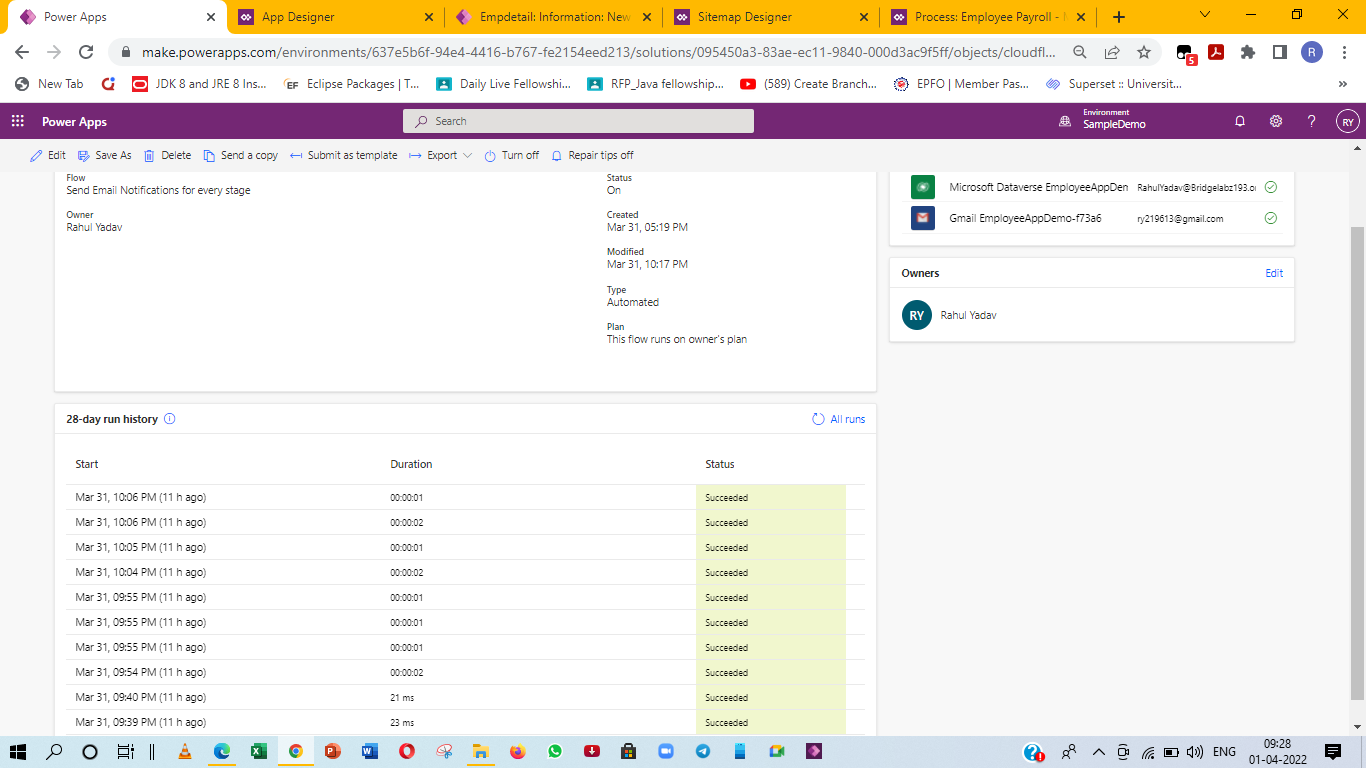 Power Apps
App Designer
Empdetail: Information: New
Sitemap Designer
Process: Employee Payroll -
make.powerapps.com/environments/637e5b6f-94e4-4416-b767-fe2154eed213/solutions/095450a3-83ae-ec11-9840-000d3ac9f5ff/objects/cloudfl...
5
R
New Tab
JDK 8 and JRE 8 Ins...
EF Eclipse Packages | T...
Daily Live Fellowshi...
RFP_Java fellowship...
(589) Create Branch...
EPFO | Member Pas...
Superset :: Universit...
»
Power Apps
Search
Environment
SampleDemo
?
RY
Edit
Save As
Delete
Send a copy
Submit as template
Export
Turn off
Repair tips off
Flow
Send Email Notifications for every stage
Owner
Rahul Yadav
Status
On
Created
Mar 31, 05:19 PM
Modified
Mar 31, 10:17 PM
Type
Automated
Plan
This flow runs on owner's plan
Microsoft Dataverse EmployeeAppDen RahulYadav@Bridgelabz193.o
Gmail EmployeeAppDemo-f73a6 ry219613@gmail.com
Owners Edit
RY Rahul Yadav
28-day run history All runs
Start Duration Status
Mar 31, 10:06 PM (11 h ago) 00:00:01 Succeeded
Mar 31, 10:06 PM (11 h ago) 00:00:02 Succeeded
Mar 31, 10:05 PM (11 h ago) 00:00:01 Succeeded
Mar 31, 10:04 PM (11 h ago) 00:00:02 Succeeded
Mar 31, 09:55 PM (11 h ago) 00:00:01 Succeeded
Mar 31, 09:55 PM (11 h ago) 00:00:01 Succeeded
Mar 31, 09:55 PM (11 h ago) 00:00:01 Succeeded
Mar 31, 09:54 PM (11 h ago) 00:00:02 Succeeded
Mar 31, 09:40 PM (11 h ago) 21 ms Succeeded
Mar 31, 09:39 PM (11 h ago) 23 ms Succeeded
ENG
09:28
01-04-2022